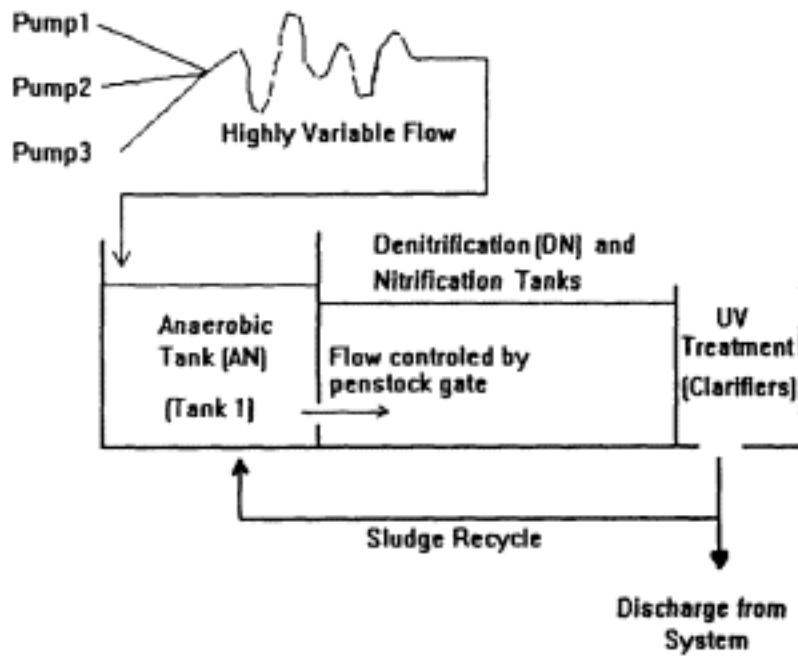 Pump1
Pump2
Pump3
Highly Variable Flow
Denitrification (DN) and
Nitrification Tanks
Anaerobic
Tank (AN)
(Tank 1)
Flow controled by
penstock gate
UV
Treatment
(Clarifiers)
Sludge Recycle
Discharge from
System